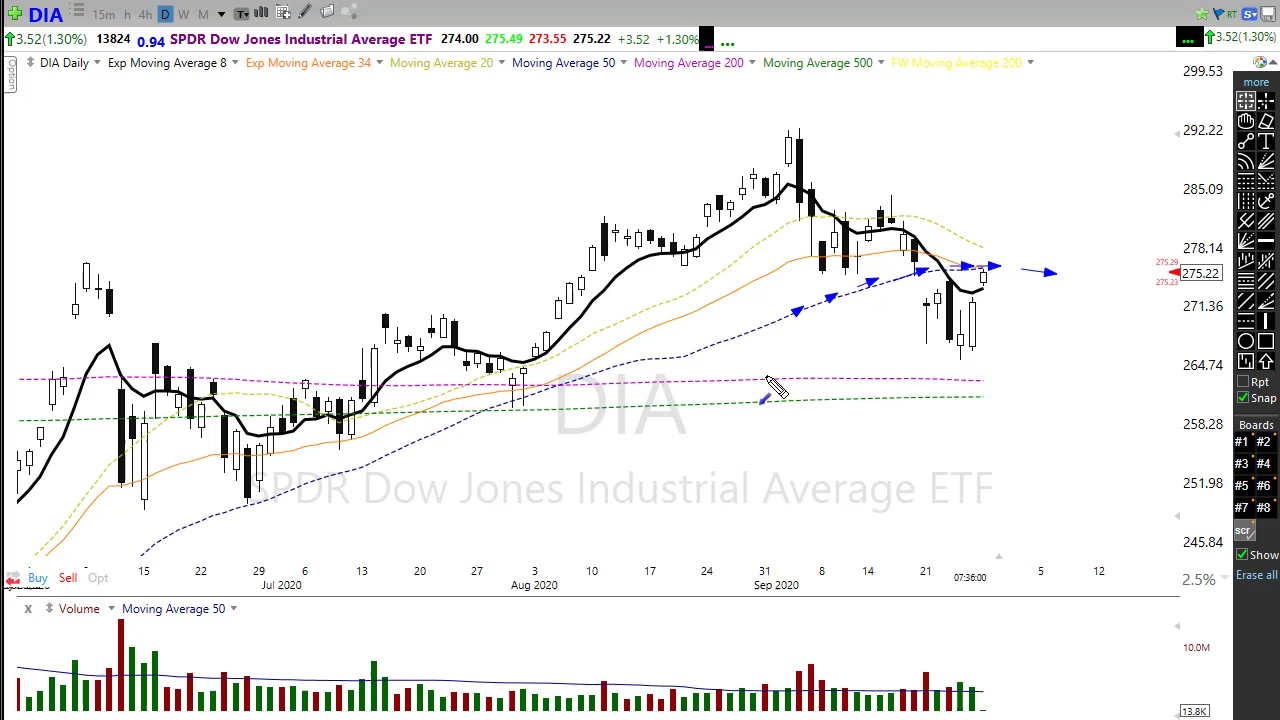 DIA 15m h 4h D W M T RT S
3.52(1.30%) 13824 0.94 SPDR Dow Jones Industrial Average ETF 274.00 275.49 273.55 275.22 +3.52 +1.30% ... ... 3.52(1.30%)
DIA Daily Exp Moving Average 8 Exp Moving Average 34 Moving Average 20 Moving Average 50 Moving Average 200 Moving Average 500 FW Moving Average 200
Option
299.53
292.22
285.09
278.14
275.29
275.22
275.23
271.36
264.74
258.28
251.98
245.84
DIA
SPDR Dow Jones Industrial Average ETF
more
Rpt
Snap
Boards
#1 #2
#3 #4
#5 #6
#7 #8
scr
Show
Erase all
15 22 29 6 13 20 27 3 10 17 24 31 8 14 21 07:36:00 5 12
Jul 2020 Aug 2020 Sep 2020
Buy Sell Opt
2.5%
X Volume Moving Average 50
10.0M
13.8K